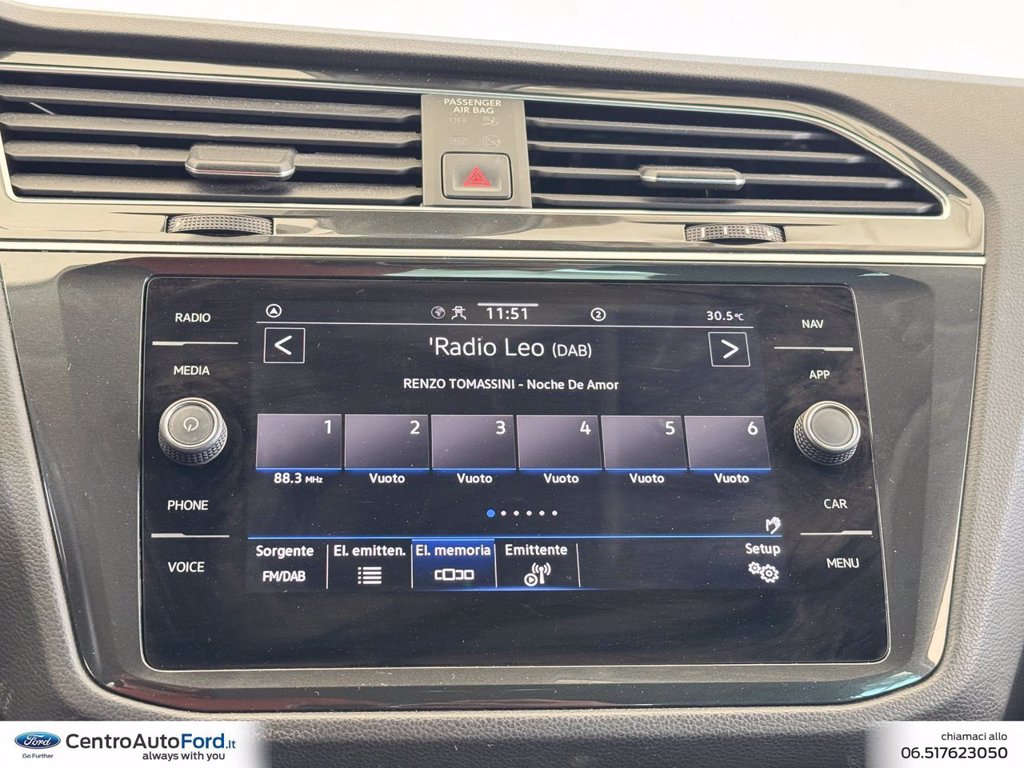 PASSENGER
AIR BAG
OFF
RADIO
MEDIA
PHONE
VOICE
11:51
2
30.5°C
< 'Radio Leo (DAB) >
RENZO TOMASSINI - Noche De Amor
1 2 3 4 5 6
88.3 MHz Vuoto Vuoto Vuoto Vuoto Vuoto
Sorgente El. emitten. El. memoria Emittente Setup
FM/DAB
NAV
APP
CAR
MENU
Ford
Go Further
CentroAutoFord.it
always with you
chiamaci allo
06.517623050